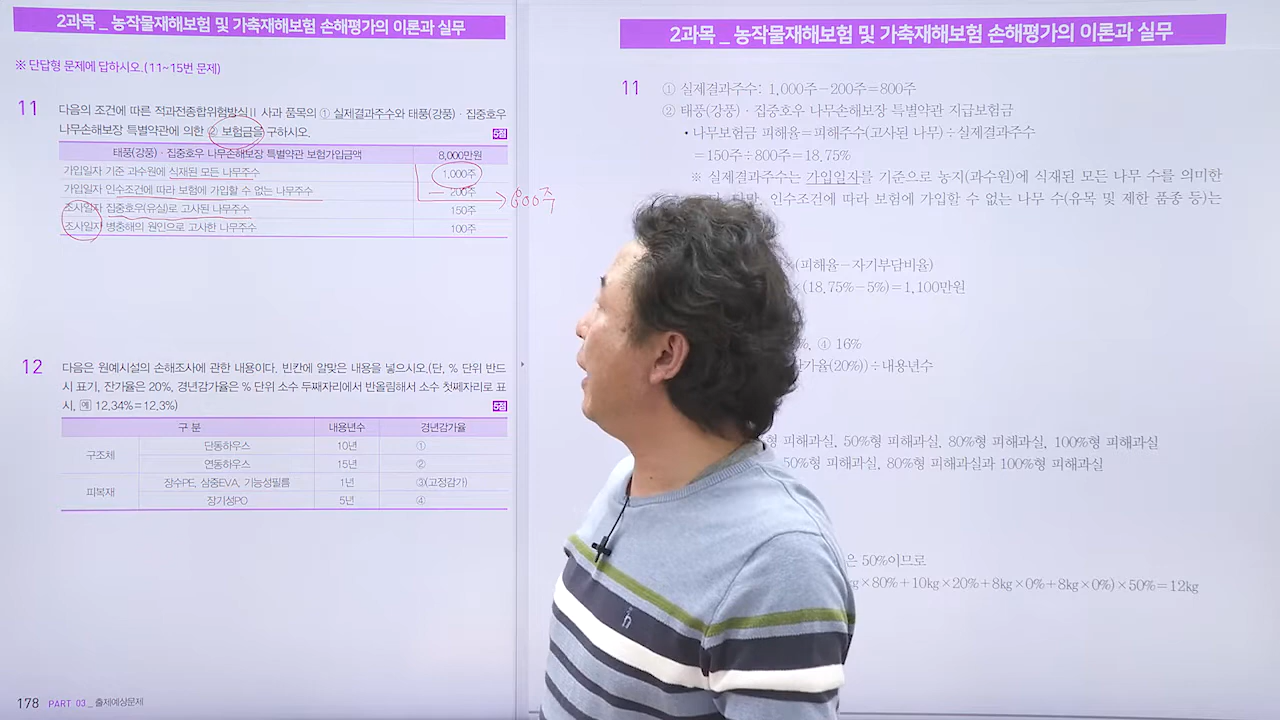 2과목 _ 농작물재해보험 및 가축재해보험 손해평가의 이론과 실무
※ 단답형 문제에 답하시오.(11~15번 문제)
11 다음의 조건에 따른 적과전종합위험방식Ⅱ 사과 품목의 ① 실제결과주수와 태풍(강풍)·집중호우
나무손해보장 특별약관에 의한 ② 보험금을 구하시오. 5점
태풍(강풍)·집중호우 나무손해보장 특별약관 보험가입금액 8,000만원
가입일자 기준 과수원에 식재된 모든 나무주수 1,000주
가입일자 인수조건에 따라 보험에 가입할 수 없는 나무주수 200주
800주
조사일자 집중호우(유실)로 고사된 나무주수 150주
조사일자 병충해의 원인으로 고사한 나무주수 100주
12 다음은 원예시설의 손해조사에 관한 내용이다. 빈칸에 알맞은 내용을 넣으시오.(단, % 단위 반드
시 표기, 잔가율은 20%, 경년감가율은 % 단위 소수 둘째자리에서 반올림해서 소수 첫째자리로 표
시, 예 12.34%=12.3%) 5점
구 분 내용년수 경년감가율
구조체 단동하우스 10년 ①
연동하우스 15년 ②
피복재 장수PE, 삼중EVA, 기능성필름 1년 ③(고정감가)
장기성PO 5년 ④
178 PART 03 _ 출제예상문제
2과목 _ 농작물재해보험 및 가축재해보험 손해평가의 이론과 실무
11 ① 실제결과주수: 1,000주-200주=800주
② 태풍(강풍)·집중호우 나무손해보장 특별약관 지급보험금
• 나무보험금 피해율=피해주수(고사된 나무)÷실제결과주수
=150주÷800주=18.75%
※ 실제결과주수는 가입일자를 기준으로 농지(과수원)에 식재된 모든 나무 수를 의미한
인수조건에 따라 보험에 가입할 수 없는 나무 수(유목 및 제한 품종 등)는
(피해율-자기부담비율)
×(18.75%-5%)=1,100만원
④ 16%
(20%))÷내용년수
피해과실, 50%형 피해과실, 80%형 피해과실, 100%형 피해과실
50%형 피해과실, 80%형 피해과실과 100%형 피해과실
은 50%이므로
×80%+10kg×20%+8kg×0%+8kg×0%)×50%=12kg